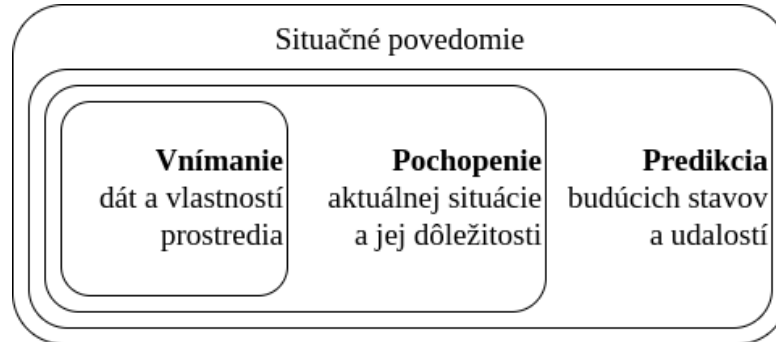 Situačné povedomie
Vnímanie
dát a vlastností
prostredia
Pochopenie
aktuálnej situácie
a jej dôležitosti
Predikcia
budúcich stavov
a udalostí